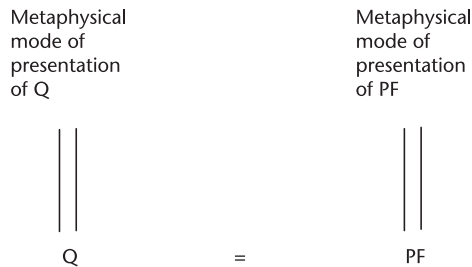 Metaphysical
mode of
presentation
of Q
Metaphysical
mode of
presentation
of PF
Q = PF